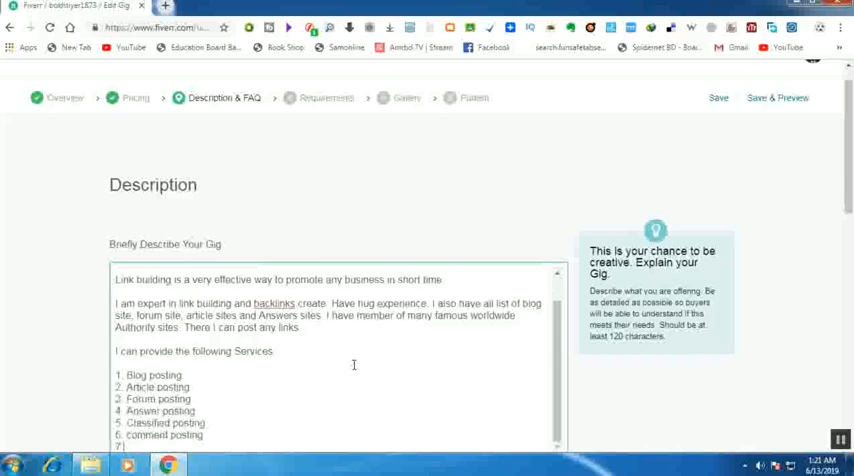 Fiverr / bokhtiyer1873 / Edit Gig
https://www.fiverr.com/
Apps New Tab YouTube Education Board Ba... Book Shop Samonline Amrbd-TV | Stream Facebook search.funsafetabse... Spidernet BD - Boar... Gmail YouTube
Overview Pricing Description & FAQ Requirements Gallery Publish Save Save & Preview
Description
Briefly Describe Your Gig
Link building is a very effective way to promote any business in short time
I am expert in link building and backlinks create. Have hug experience. I also have all list of blog
site, forum site, article sites and Answers sites. I have member of many famous worldwide
Authority sites. There I can post any links
I can provide the following Services
1. Blog posting
2. Article posting
3. Forum posting
4. Answer posting
5. Classified posting
6. comment posting
7.
This is your chance to be
creative. Explain your
Gig.
Describe what you are offering. Be
as detailed as possible so buyers
will be able to understand if this
meets their needs. Should be at
least 120 characters.
1:21 AM
6/13/2019